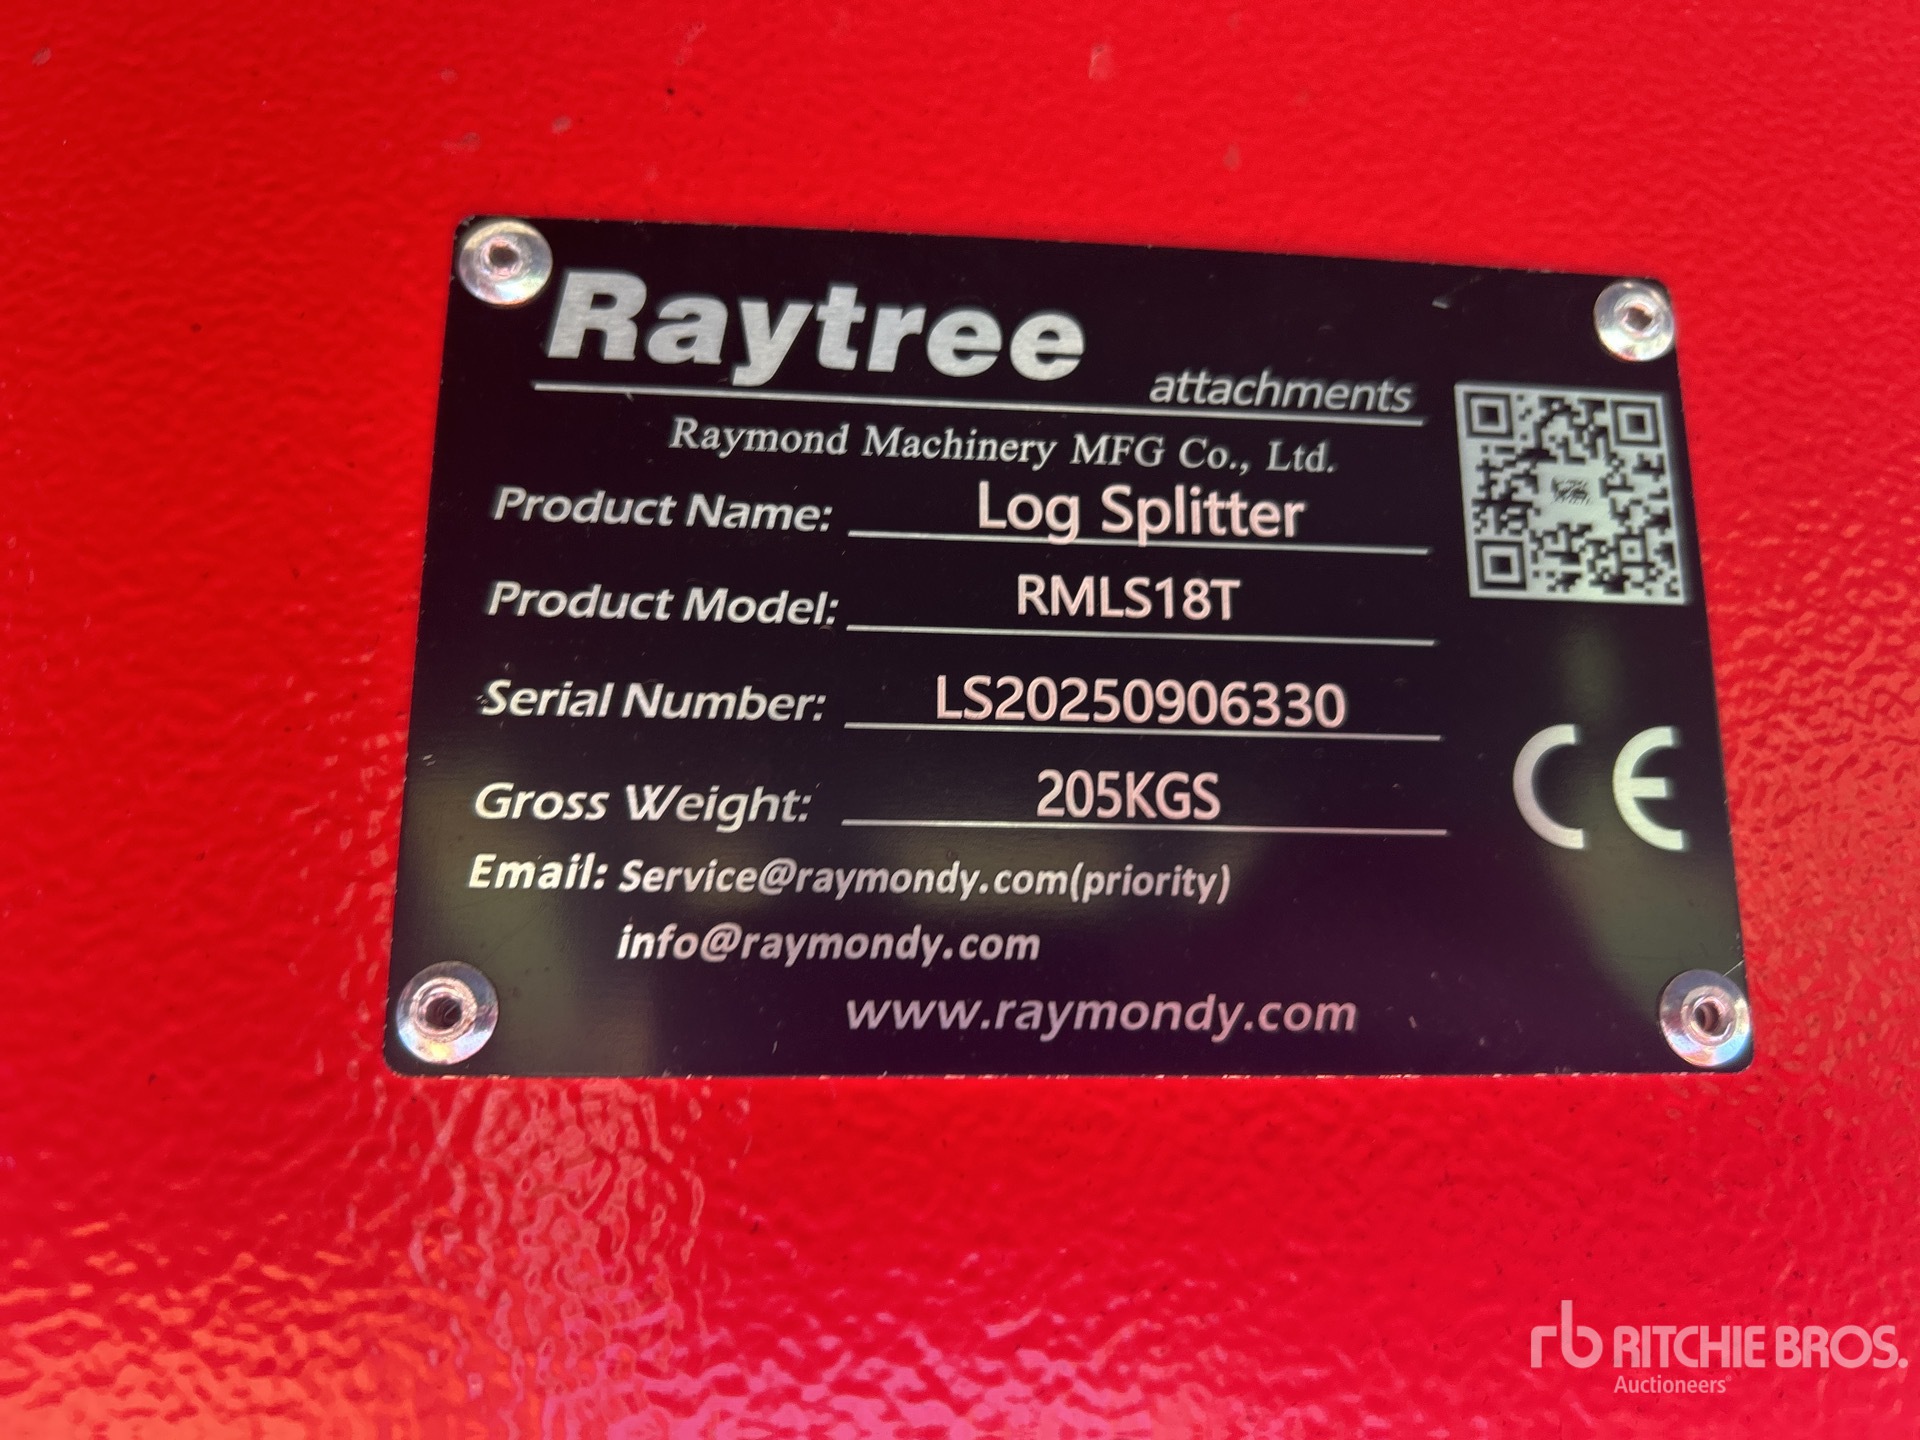 Raytree
attachments
Raymond Machinery MFG Co., Ltd.
Product Name: Log Splitter
Product Model: RMLS18T
Serial Number: LS20250906330
Gross Weight: 205KGS
CE
Email: Service@raymondy.com(priority)
info@raymondy.com
www.raymondy.com
rb RITCHIE BROS.
Auctioneers